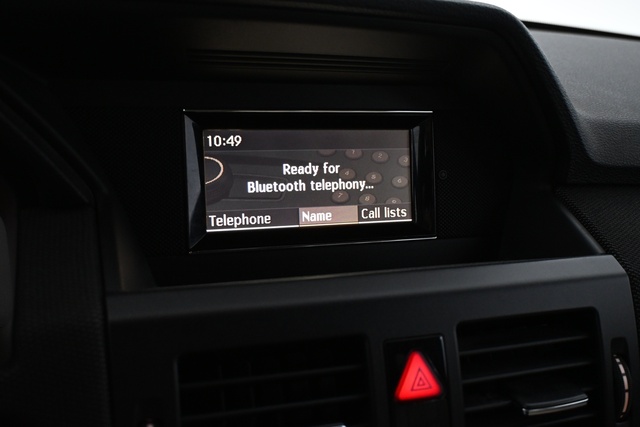 10:49
Ready for
Bluetooth telephony...
Telephone Name Call lists